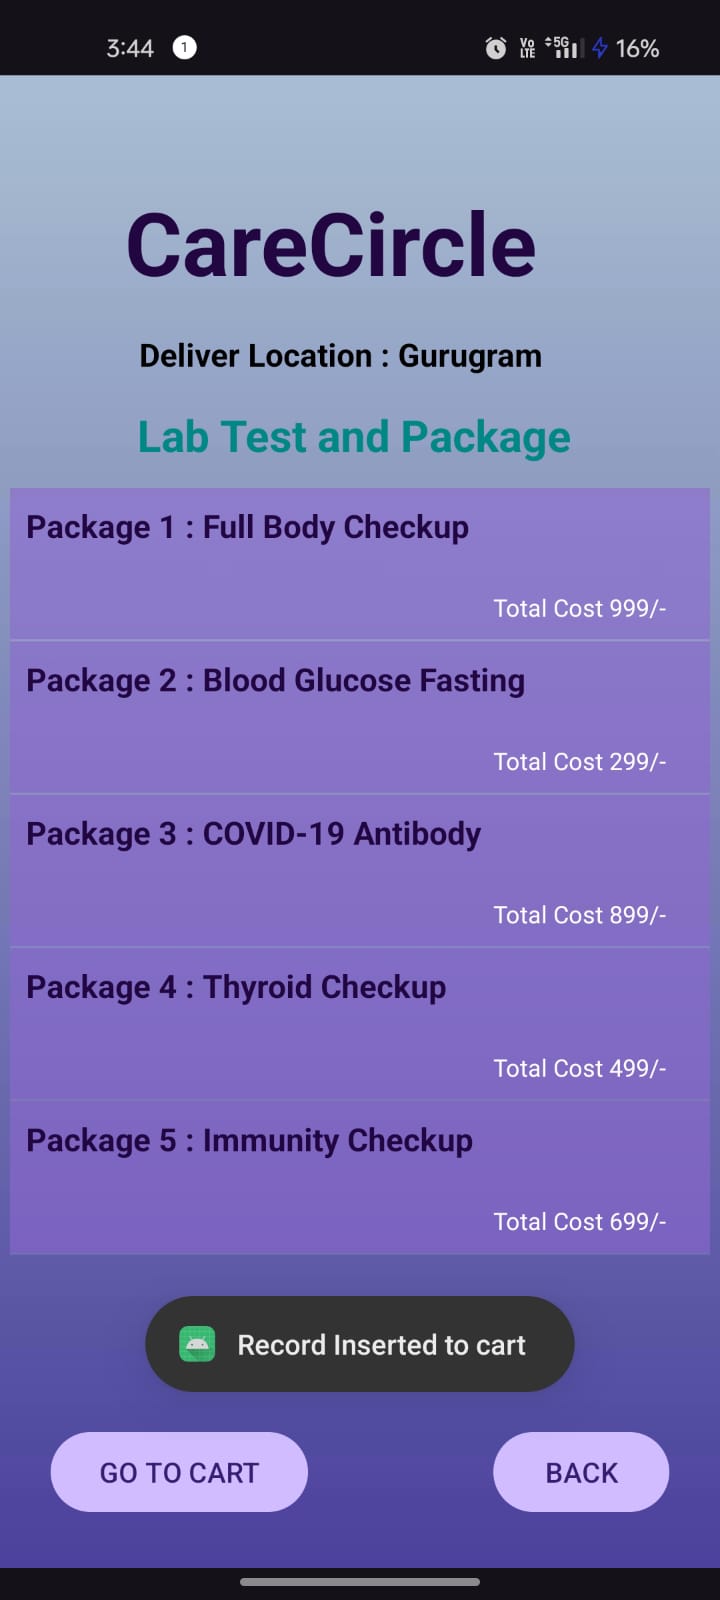 3:44 1 Vo LTE 5G 16%
CareCircle
Deliver Location : Gurugram
Lab Test and Package
Package 1 : Full Body Checkup
Total Cost 999/-
Package 2 : Blood Glucose Fasting
Total Cost 299/-
Package 3 : COVID-19 Antibody
Total Cost 899/-
Package 4 : Thyroid Checkup
Total Cost 499/-
Package 5 : Immunity Checkup
Total Cost 699/-
Record Inserted to cart
GO TO CART BACK